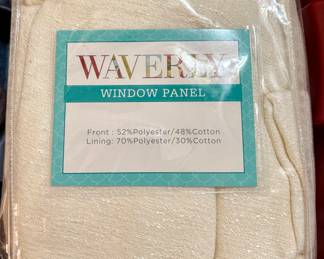 WAVERLY
WINDOW PANEL
Front : 52%Polyester/48%Cotton
Lining: 70%Polyester/30%Cotton